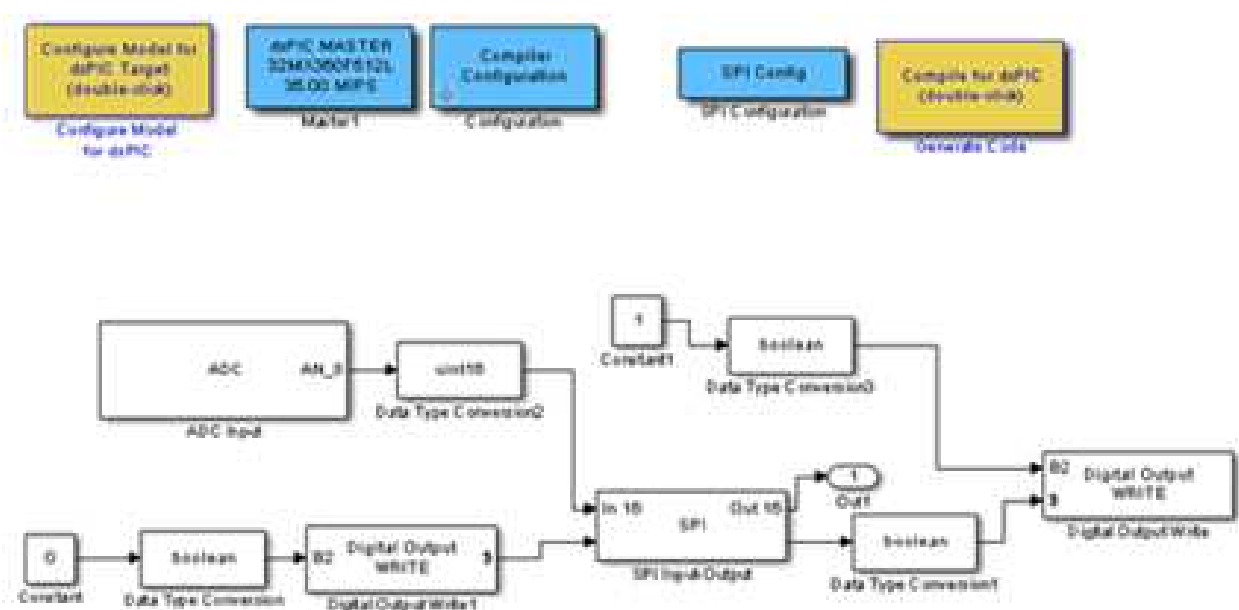 Configure Model for
dsPIC Target
(double-click)
Configure Model
for dsPIC
dsPIC MASTER
32MX360F512L
35.00 MIPS
Master1
Compiler
Configuration
Configuration
SPI Config
SPI Configuration
Compile for dsPIC
(double-click)
Generate Code
1
Constant1
boolean
Data Type Conversion3
ADC
AN_0
ADC Input
uint16
Data Type Conversion2
B2
Digital Output
WRITE
S
Digital Output Write
1
Out1
In 16
Out 16
SPI
SPI Input-Output
0
Constant
boolean
Data Type Conversion
B2
Digital Output
WRITE
S
Digital Output Write1
boolean
Data Type Conversion1